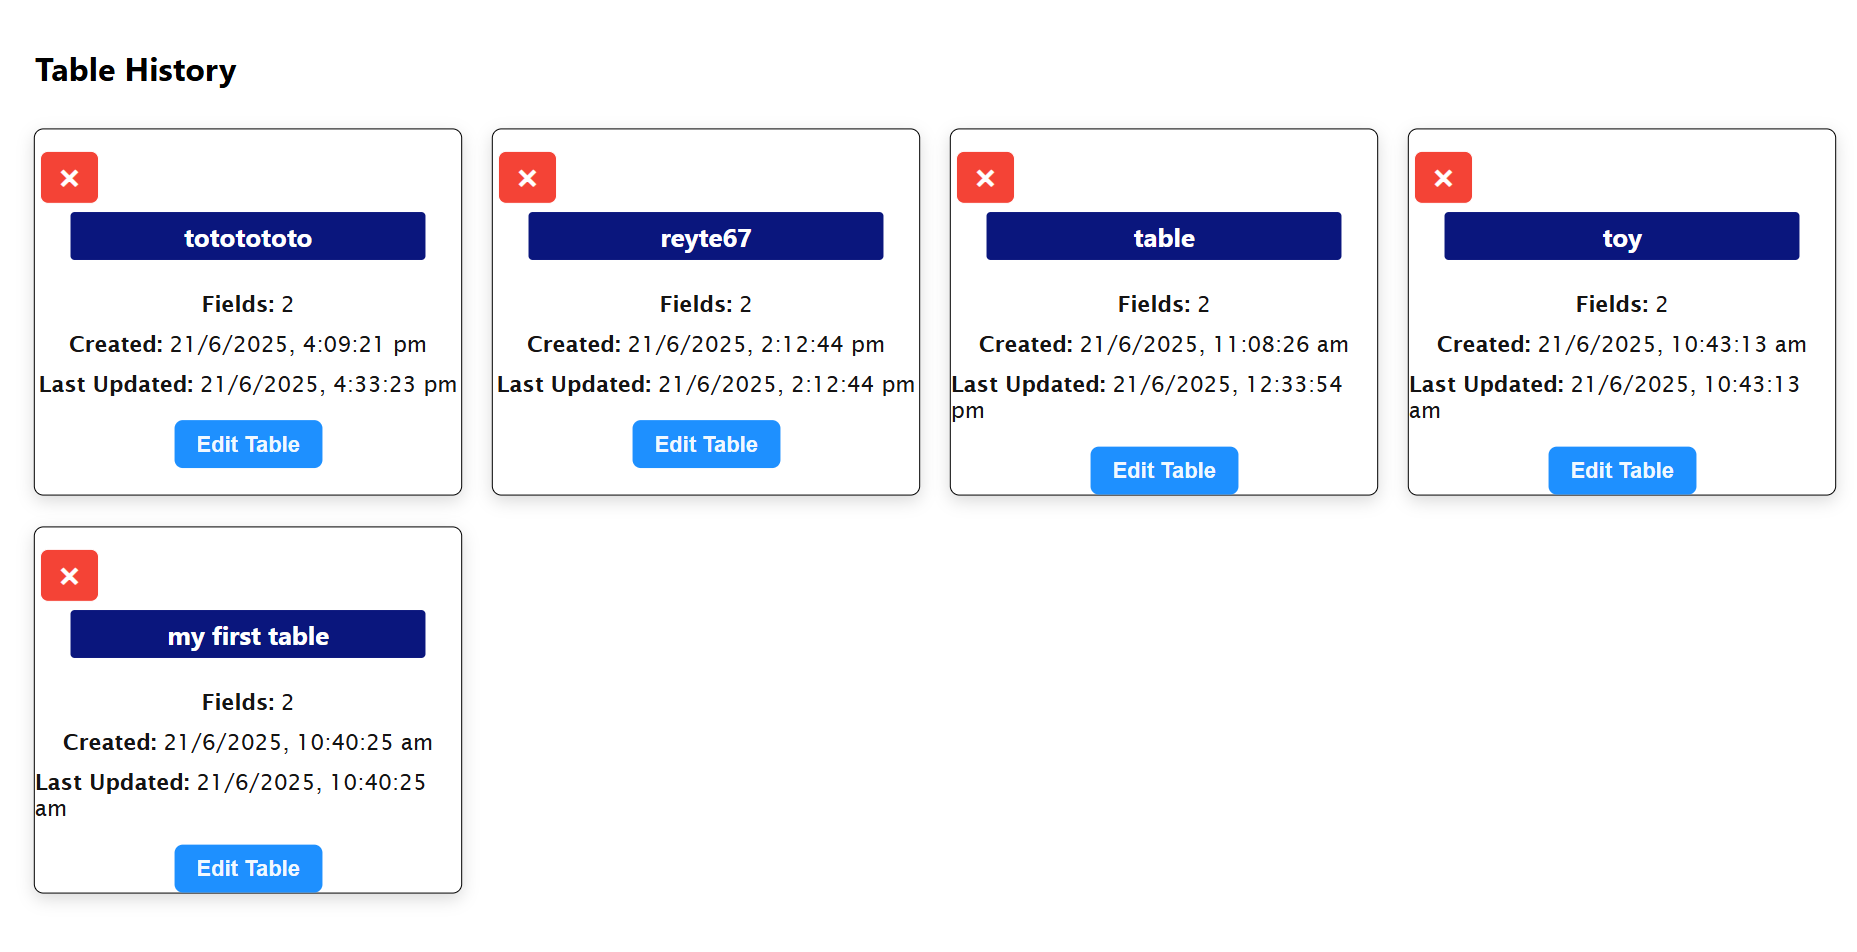 Table History
×
tototototo
Fields: 2
Created: 21/6/2025, 4:09:21 pm
Last Updated: 21/6/2025, 4:33:23 pm
Edit Table
×
reyte67
Fields: 2
Created: 21/6/2025, 2:12:44 pm
Last Updated: 21/6/2025, 2:12:44 pm
Edit Table
×
table
Fields: 2
Created: 21/6/2025, 11:08:26 am
Last Updated: 21/6/2025, 12:33:54
pm
Edit Table
×
toy
Fields: 2
Created: 21/6/2025, 10:43:13 am
Last Updated: 21/6/2025, 10:43:13
am
Edit Table
×
my first table
Fields: 2
Created: 21/6/2025, 10:40:25 am
Last Updated: 21/6/2025, 10:40:25
am
Edit Table